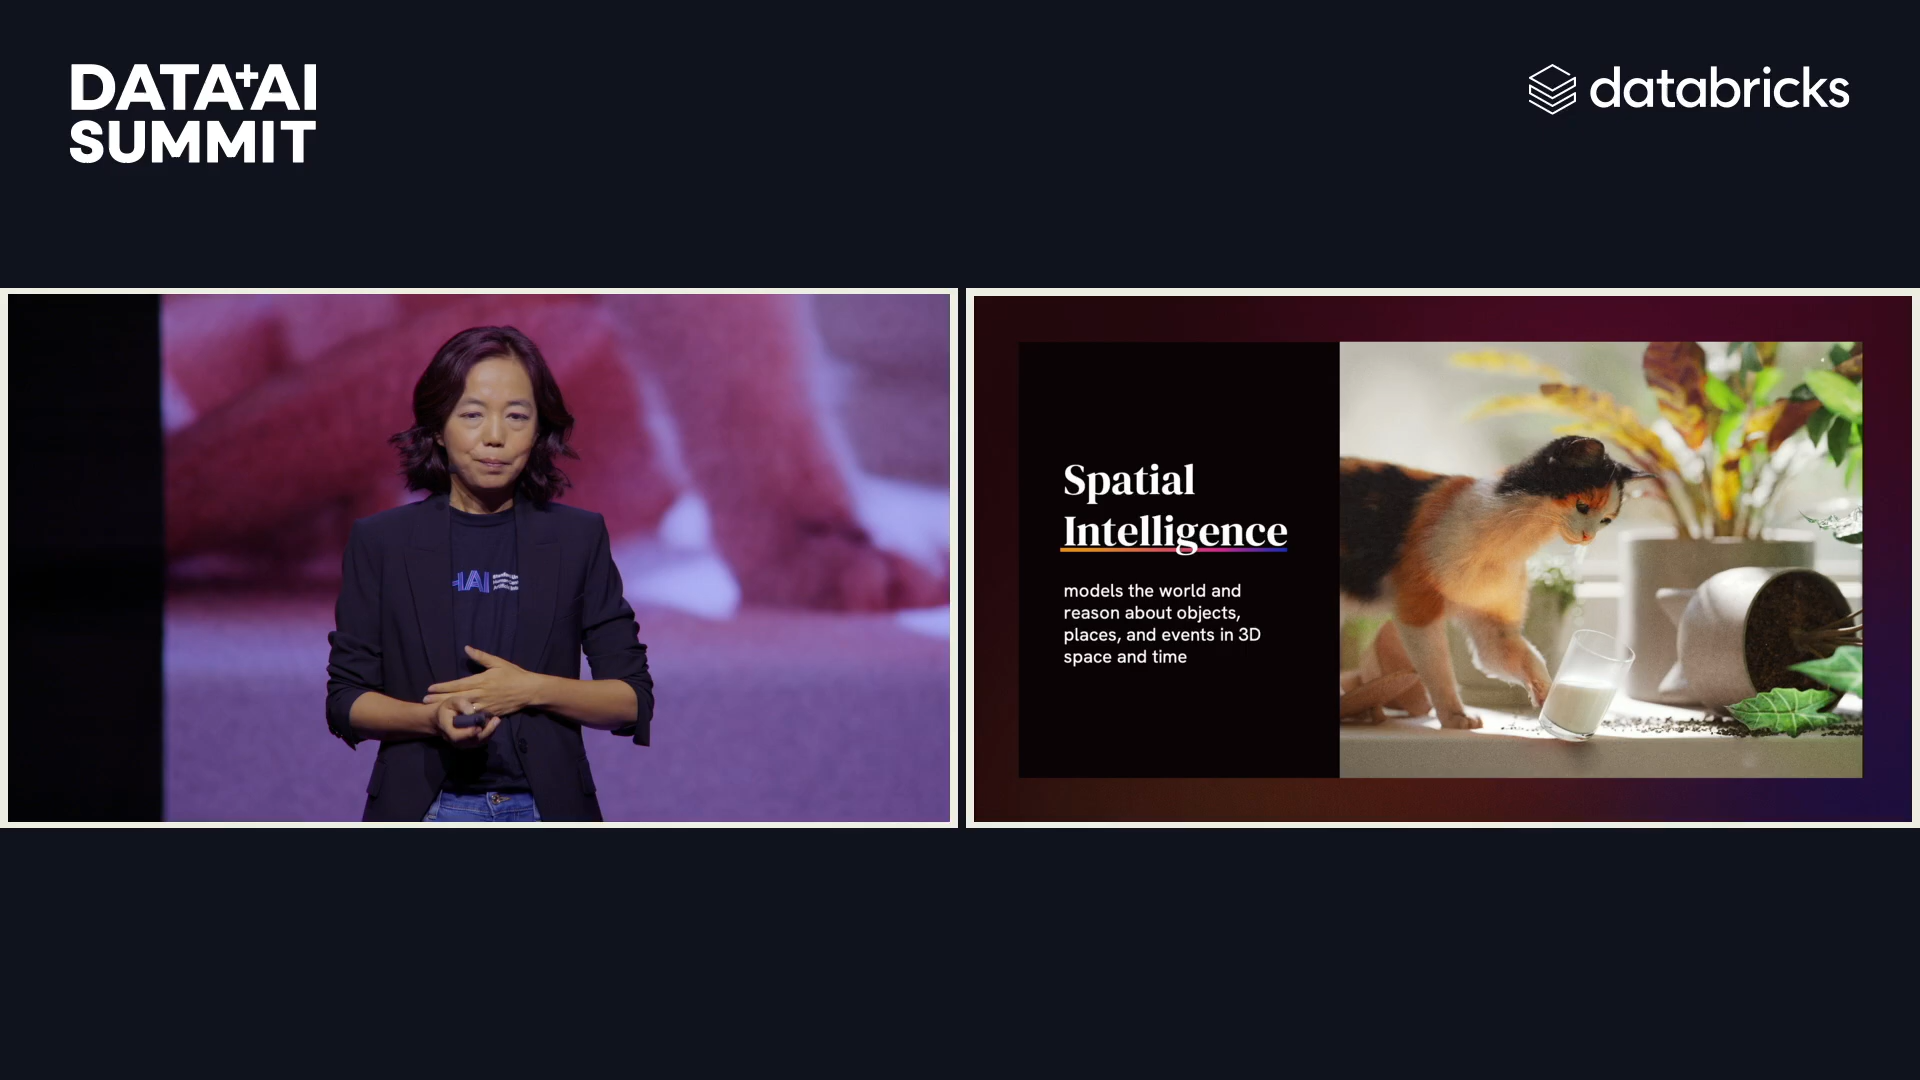 DATA+AI
SUMMIT
databricks
HAI
Spatial
Intelligence
models the world and
reason about objects,
places, and events in 3D
space and time